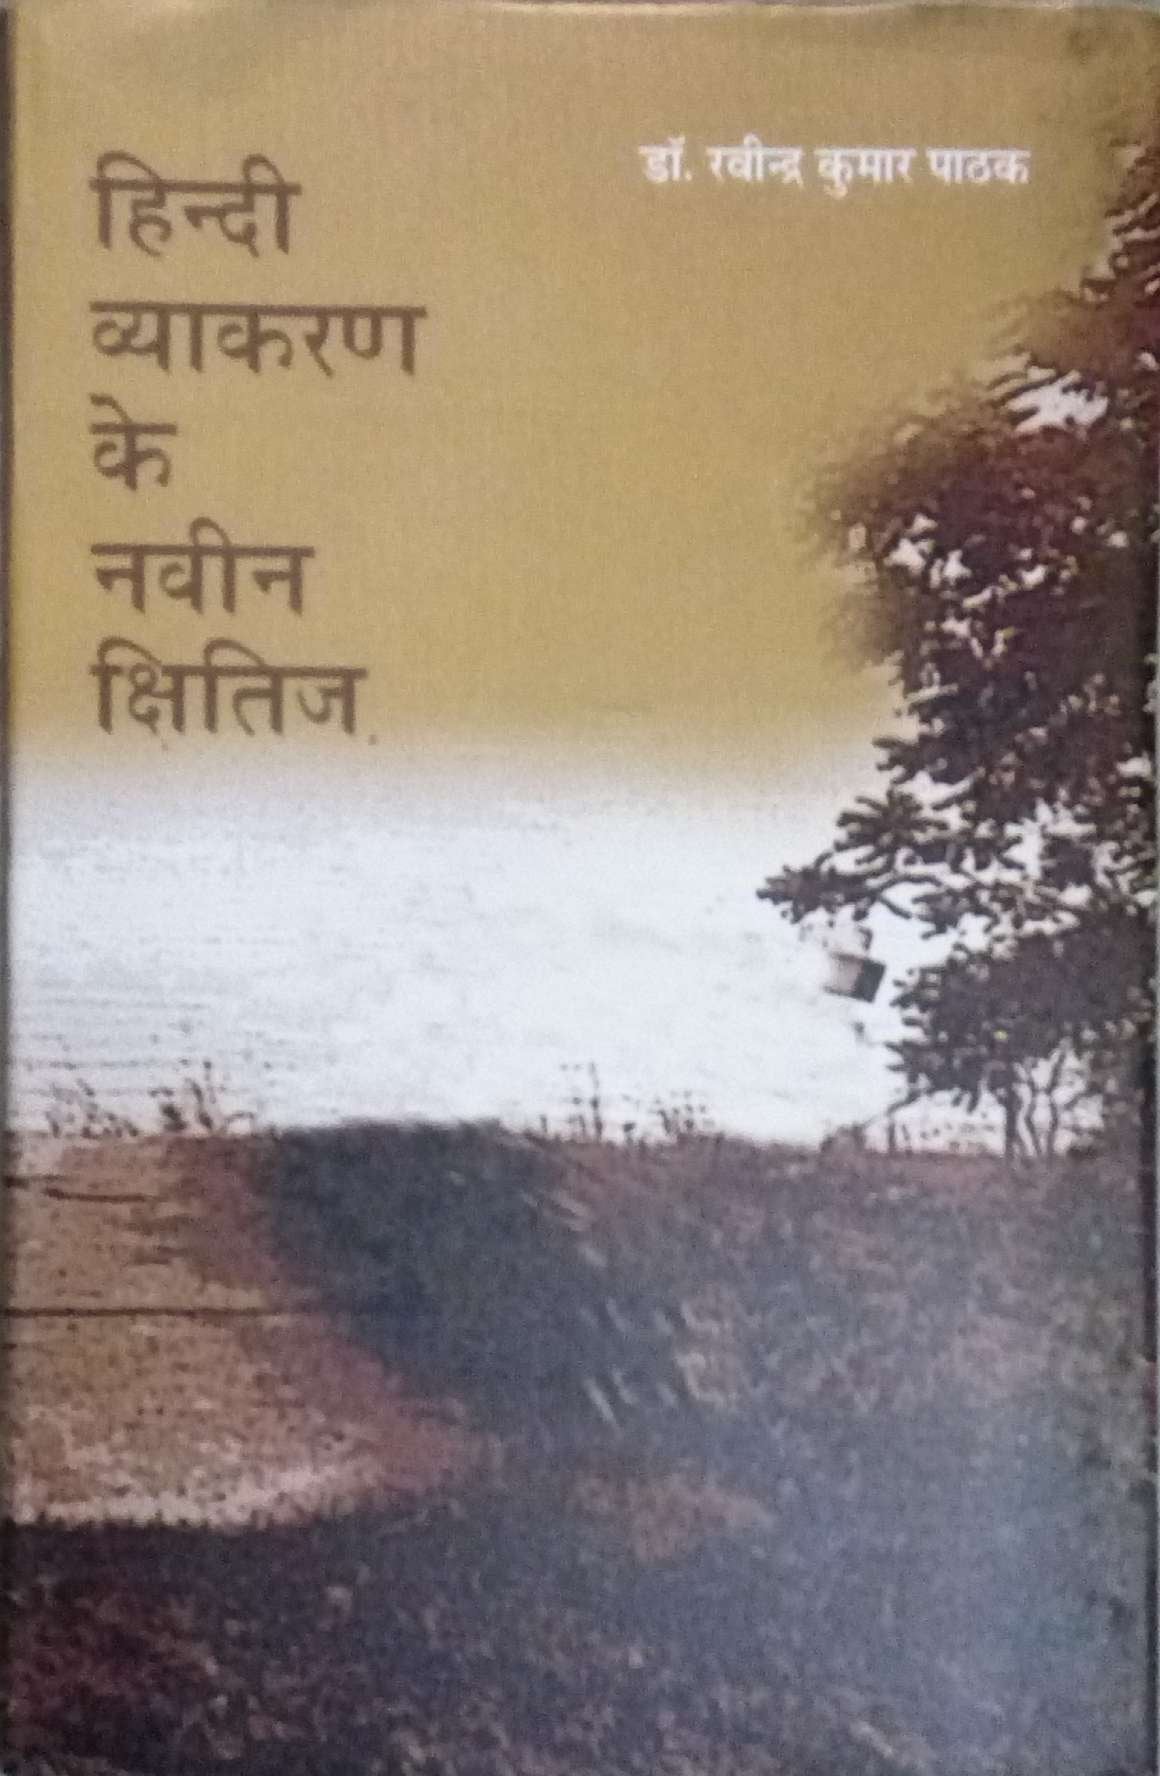 डॉ. रवीन्द्र कुमार पाठक
हिन्दी
व्याकरण
के
नवीन
क्षितिज